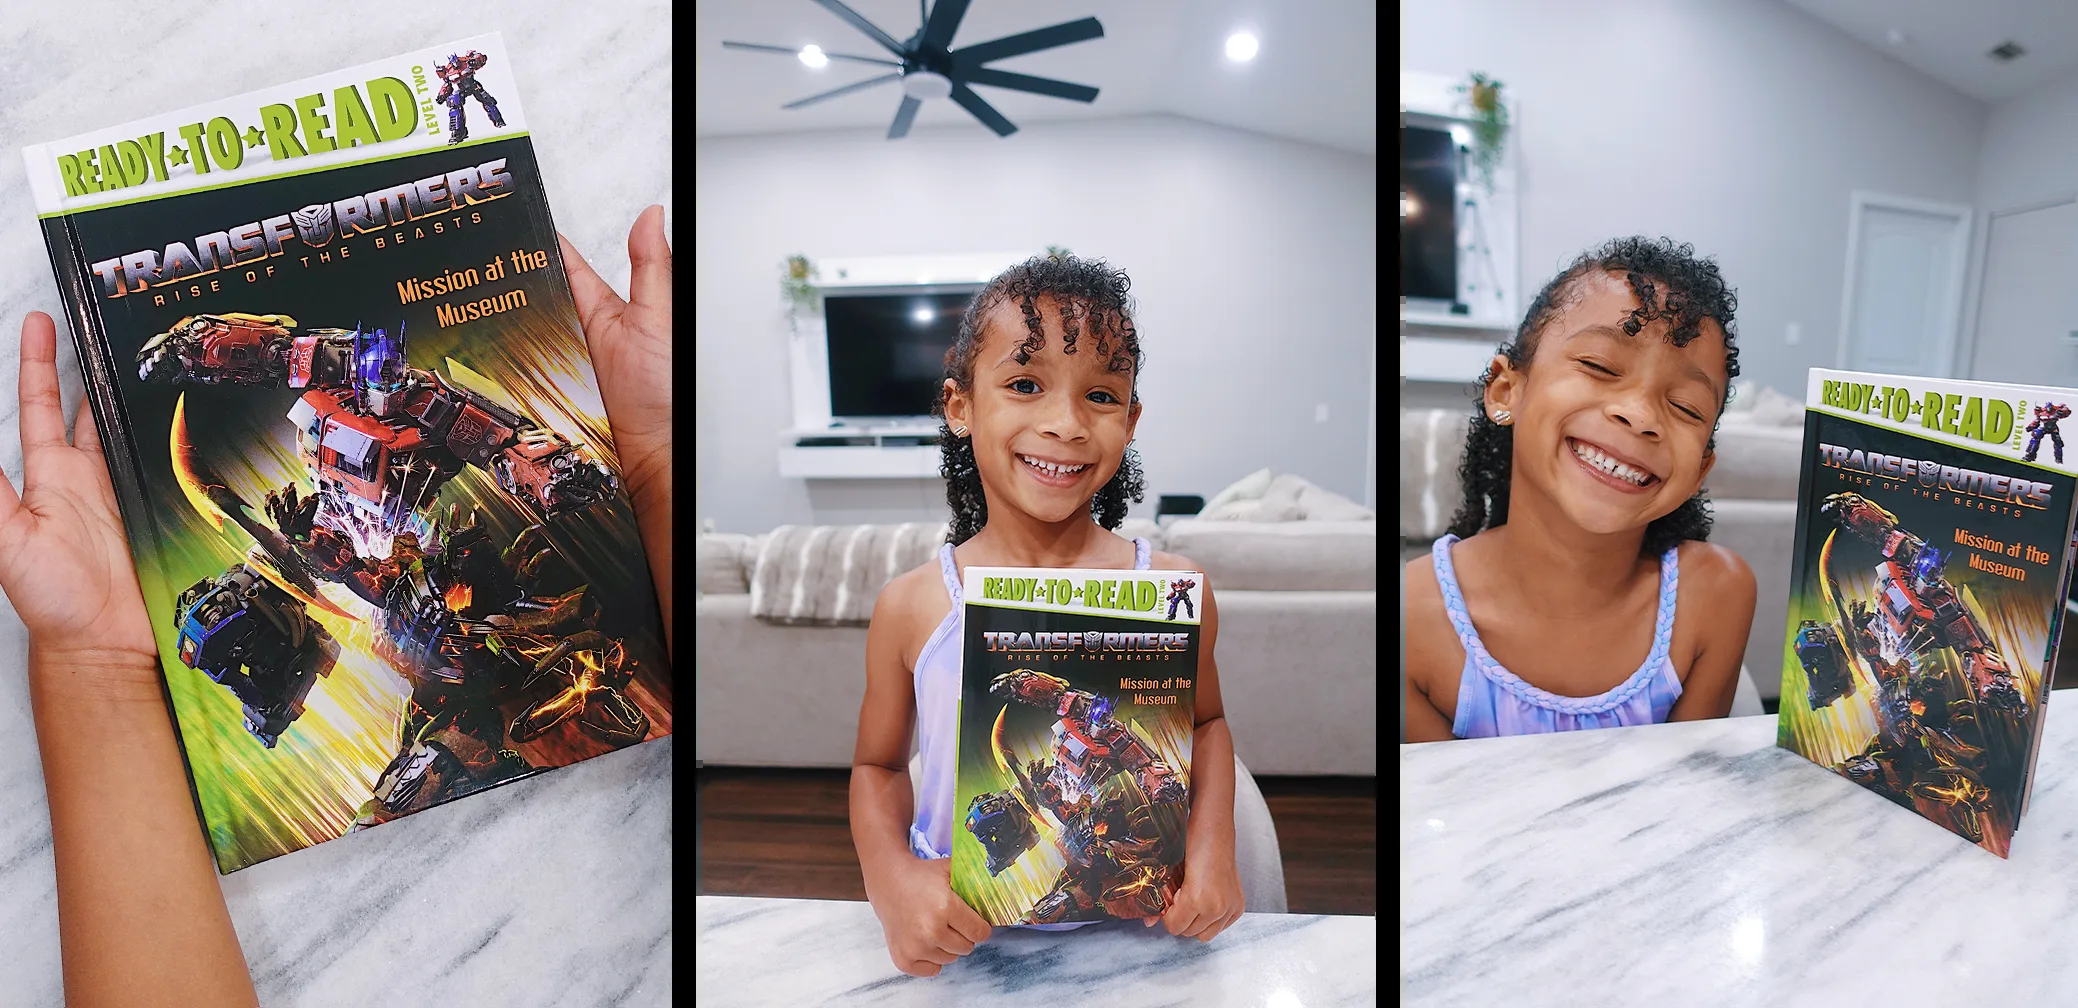 READY★TO★READ
LEVEL TWO
TRANSFORMERS
RISE OF THE BEASTS
Mission at the
Museum
READY★TO★READ
LEVEL TWO
TRANSFORMERS
RISE OF THE BEASTS
Mission at the
Museum
READY★TO★READ
LEVEL TWO
TRANSFORMERS
RISE OF THE BEASTS
Mission at the
Museum